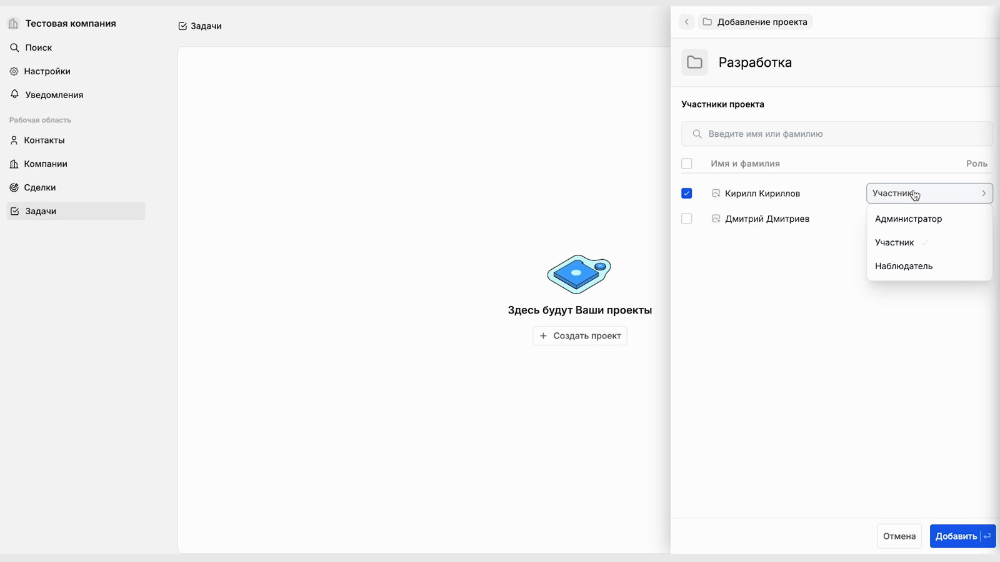 Тестовая компания
Поиск
Настройки
Уведомления
Рабочая область
Контакты
Компании
Сделки
Задачи
Задачи
Здесь будут Ваши проекты
Создать проект
Добавление проекта
Разработка
Участники проекта
Введите имя или фамилию
Имя и фамилия Роль
Кирилл Кириллов Участник
Дмитрий Дмитриев
Администратор
Участник
Наблюдатель
Отмена Добавить